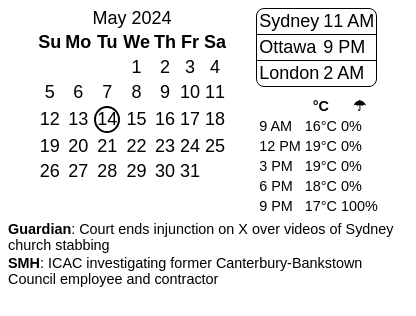 May 2024
Su Mo Tu We Th Fr Sa
1 2 3 4
5 6 7 8 9 10 11
12 13 14 15 16 17 18
19 20 21 22 23 24 25
26 27 28 29 30 31
Sydney 11 AM
Ottawa 9 PM
London 2 AM
°C ☂
9 AM 16°C 0%
12 PM 19°C 0%
3 PM 19°C 0%
6 PM 18°C 0%
9 PM 17°C 100%
Guardian: Court ends injunction on X over videos of Sydney
church stabbing
SMH: ICAC investigating former Canterbury-Bankstown
Council employee and contractor